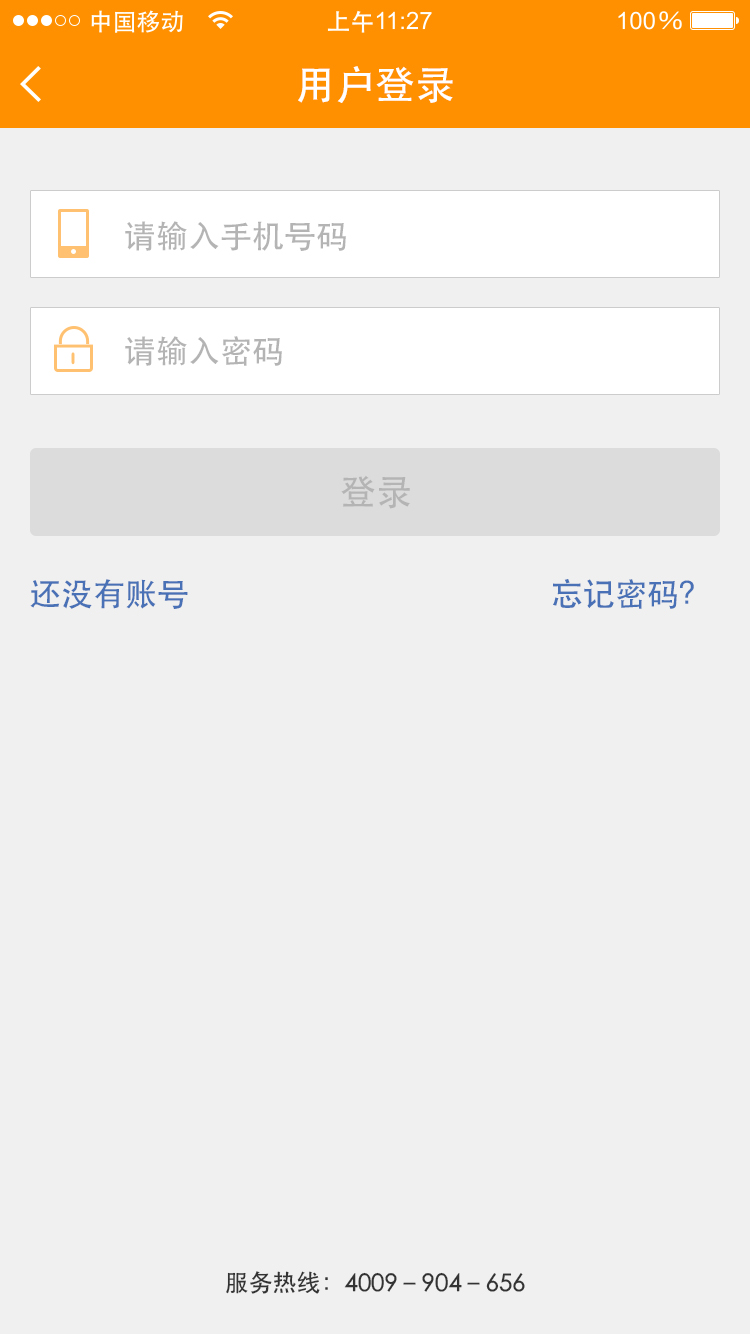 中国移动 上午11:27 100%
用户登录
请输入手机号码
请输入密码
登录
还没有账号 忘记密码?
服务热线：4009-904-656